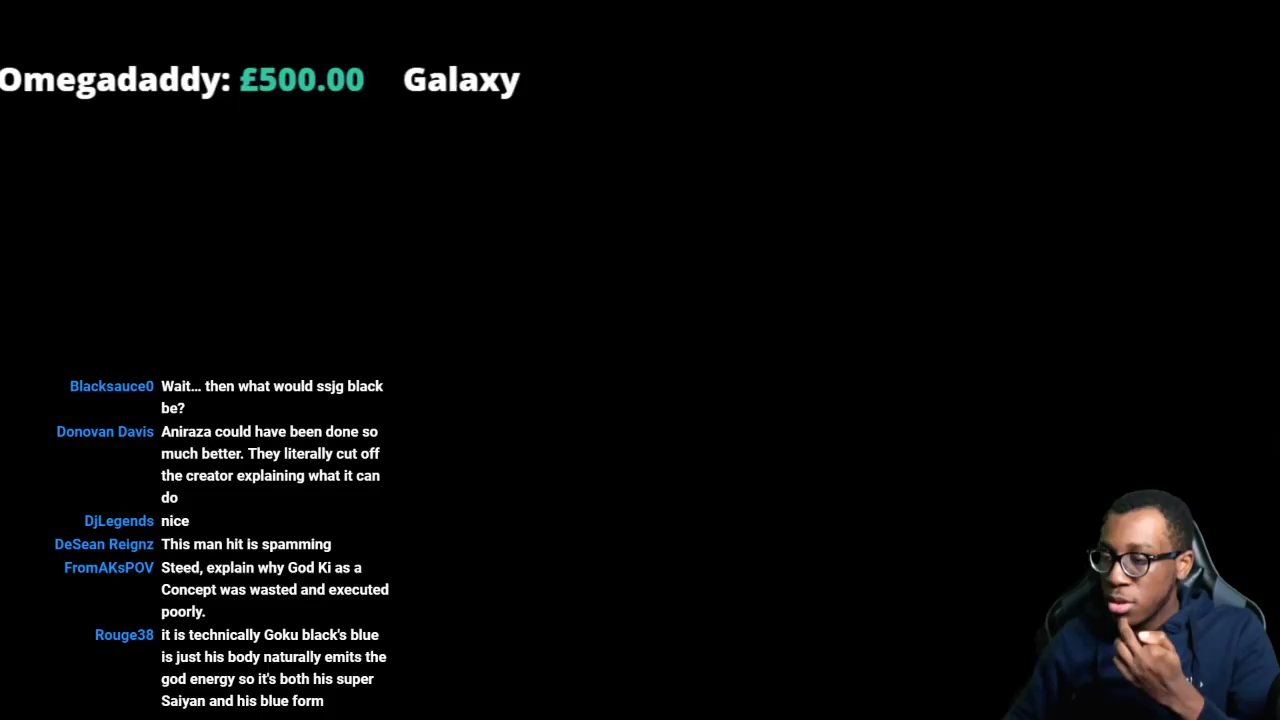 Omegadaddy: £500.00 Galaxy
Blacksauce0 Wait... then what would ssjg black
be?
Donovan Davis Aniraza could have been done so
much better. They literally cut off
the creator explaining what it can
do
DjLegends nice
DeSean Reignz This man hit is spamming
FromAKsPOV Steed, explain why God Ki as a
Concept was wasted and executed
poorly.
Rouge38 it is technically Goku black's blue
is just his body naturally emits the
god energy so it's both his super
Saiyan and his blue form